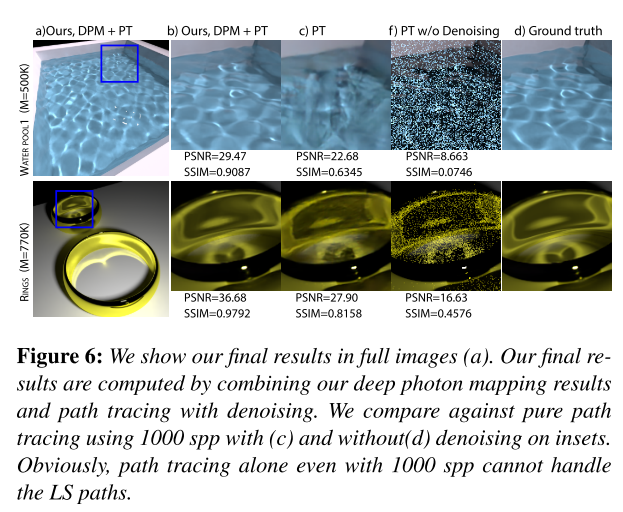 a)Ours, DPM + PT b) Ours, DPM + PT c) PT f) PT w/o Denoising d) Ground truth
WATER POOL1 (M=500K)
PSNR=29.47 PSNR=22.68 PSNR=8.663
SSIM=0.9087 SSIM=0.6345 SSIM=0.0746
RINGS (M=770K)
PSNR=36.68 PSNR=27.90 PSNR=16.63
SSIM=0.9792 SSIM=0.8158 SSIM=0.4576
Figure 6: We show our final results in full images (a). Our final re-
sults are computed by combining our deep photon mapping results
and path tracing with denoising. We compare against pure path
tracing using 1000 spp with (c) and without(d) denoising on insets.
Obviously, path tracing alone even with 1000 spp cannot handle
the LS paths.